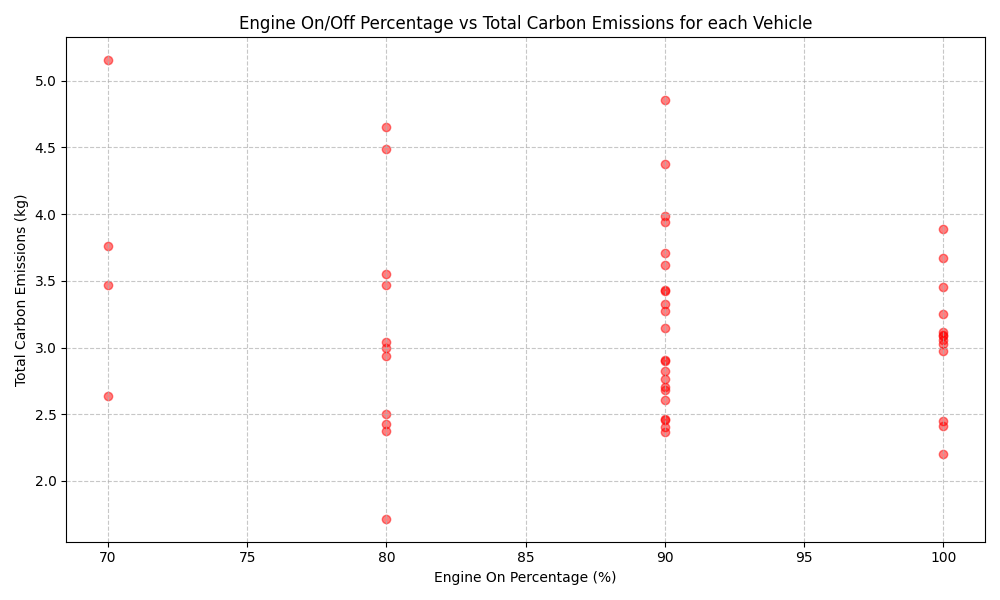 Engine On/Off Percentage vs Total Carbon Emissions for each Vehicle
Total Carbon Emissions (kg)
5.0
4.5
4.0
3.5
3.0
2.5
2.0
70 75 80 85 90 95 100
Engine On Percentage (%)